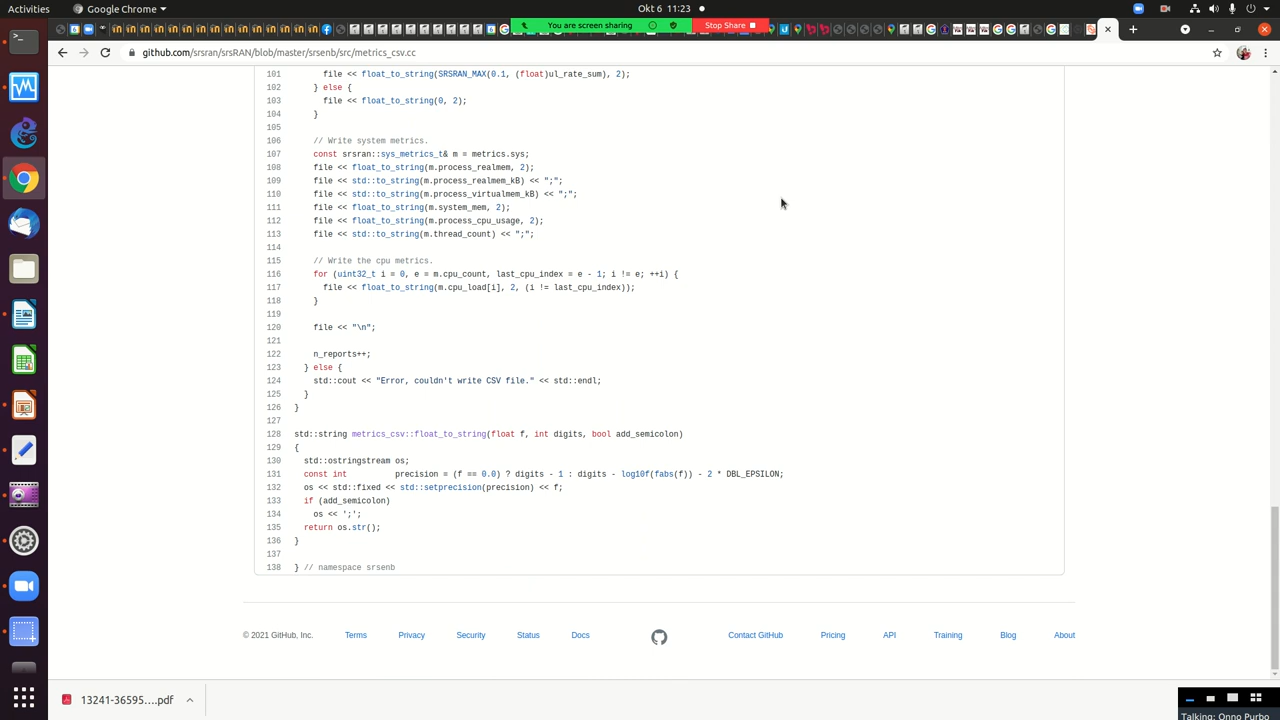 Activities
Google Chrome
Okt 6 11:23
You are screen sharing
Stop Share
github.com/srsran/srsRAN/blob/master/srsenb/src/metrics_csv.cc
101 file << float_to_string(SRSRAN_MAX(0.1, (float)ul_rate_sum), 2);
102 } else {
103 file << float_to_string(0, 2);
104 }
105
106 // Write system metrics.
107 const srsran::sys_metrics_t& m = metrics.sys;
108 file << float_to_string(m.process_realmem, 2);
109 file << std::to_string(m.process_realmem_kB) << ";";
110 file << std::to_string(m.process_virtualmem_kB) << ";";
111 file << float_to_string(m.system_mem, 2);
112 file << float_to_string(m.process_cpu_usage, 2);
113 file << std::to_string(m.thread_count) << ";";
114
115 // Write the cpu metrics.
116 for (uint32_t i = 0, e = m.cpu_count, last_cpu_index = e - 1; i != e; ++i) {
117 file << float_to_string(m.cpu_load[i], 2, (i != last_cpu_index));
118 }
119
120 file << "\n";
121
122 n_reports++;
123 } else {
124 std::cout << "Error, couldn't write CSV file." << std::endl;
125 }
126 }
127
128 std::string metrics_csv::float_to_string(float f, int digits, bool add_semicolon)
129 {
130 std::ostringstream os;
131 const int precision = (f == 0.0) ? digits - 1 : digits - log10f(fabs(f)) - 2 * DBL_EPSILON;
132 os << std::fixed << std::setprecision(precision) << f;
133 if (add_semicolon)
134 os << ';';
135 return os.str();
136 }
137
138 } // namespace srsenb
© 2021 GitHub, Inc. Terms Privacy Security Status Docs Contact GitHub Pricing API Training Blog About
13241-36595....pdf
Talking: Onno Purbo